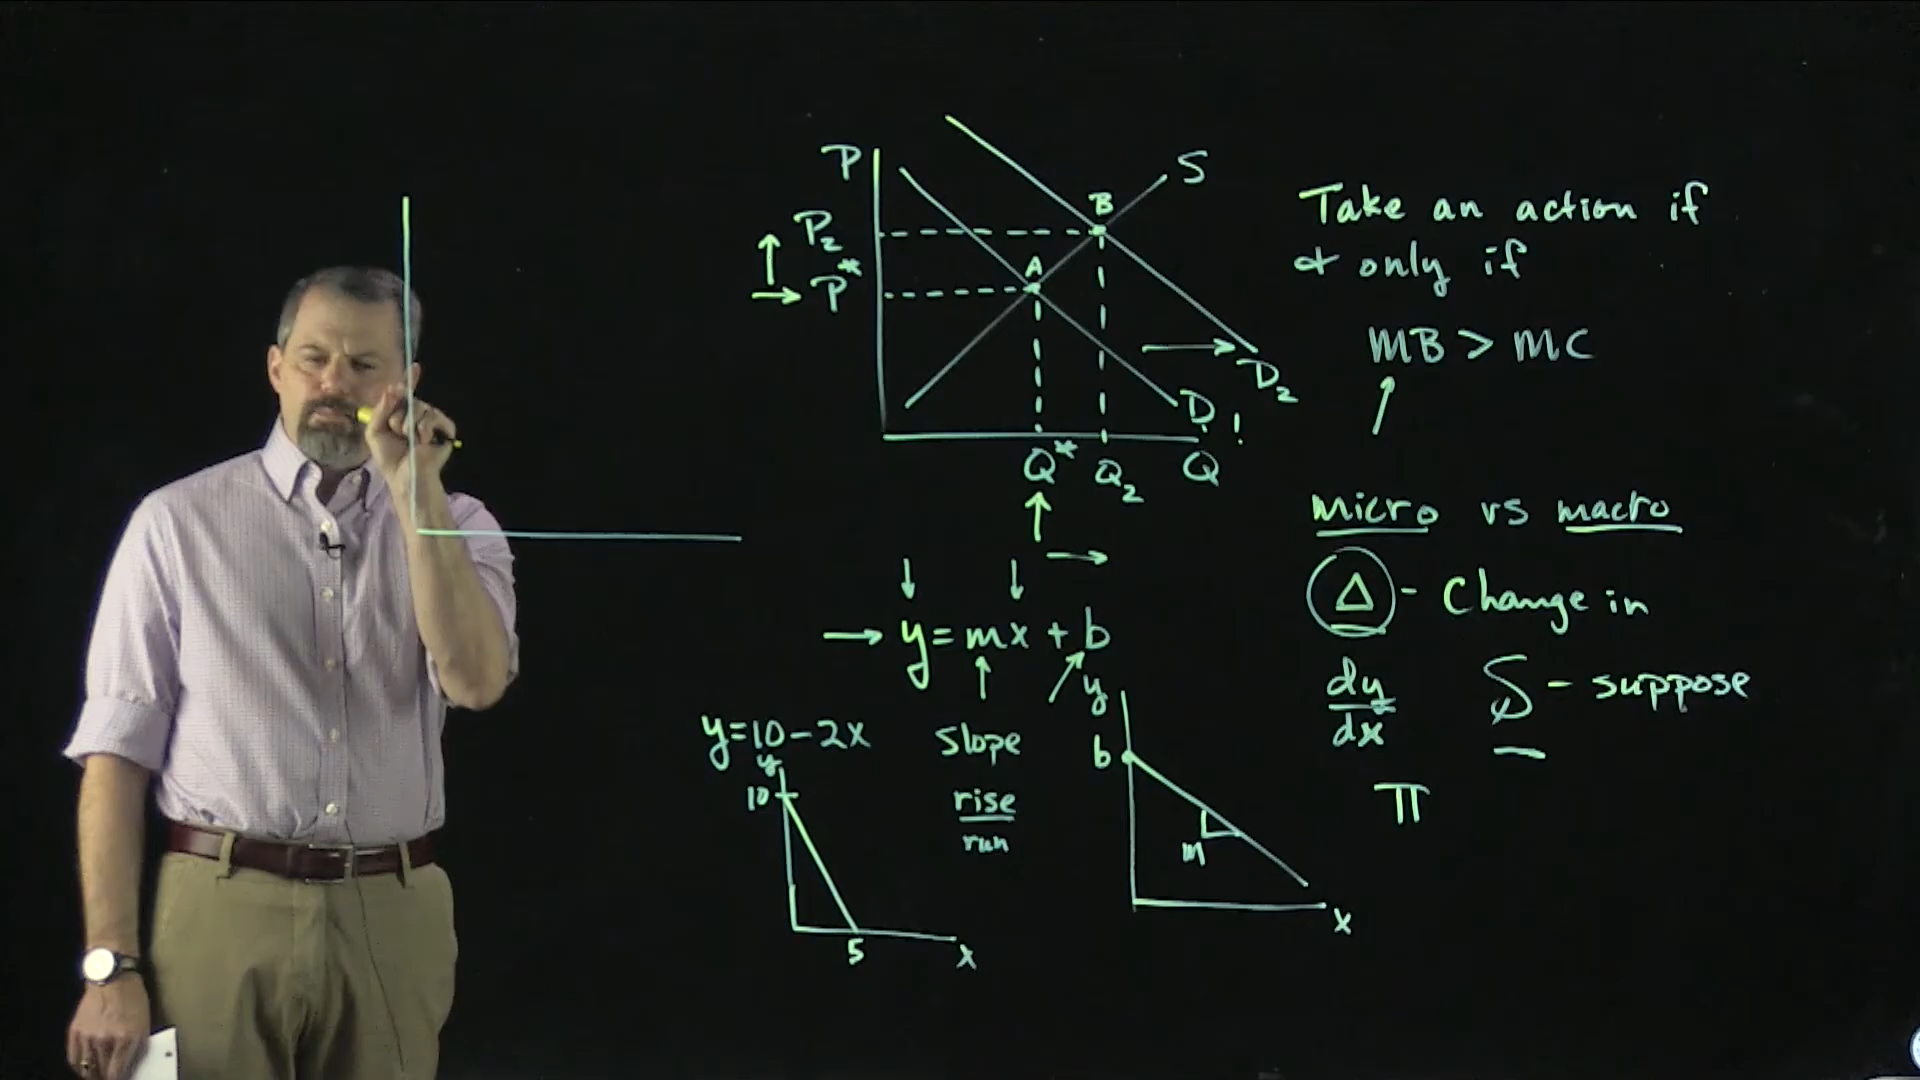 P
S
B
P2
A
P*
D2
D!
Q*
Q2
Q
Take an action if
& only if
MB > MC
micro vs macro
Δ - Change in
dy
dx
S - suppose
π
y = mx + b
slope
rise
run
y=10-2x
y
10
5
x
y
b
m
x